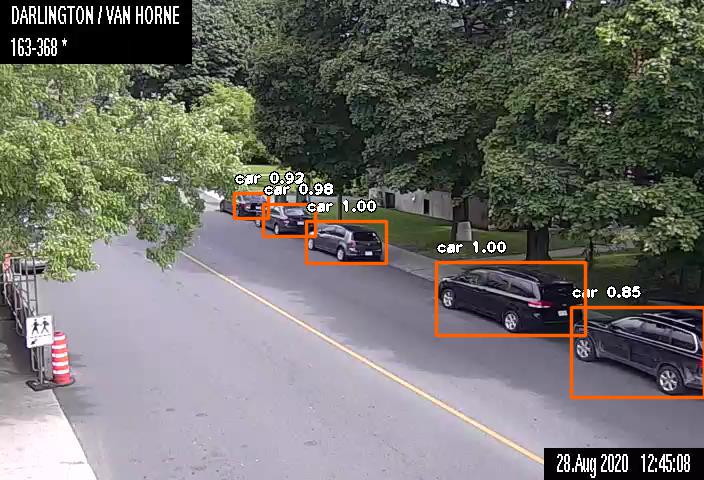 DARLINGTON / VAN HORNE
163-368 *
car 0.92
car 0.98
car 1.00
car 1.00
car 0.85
28.Aug 2020 12:45:08